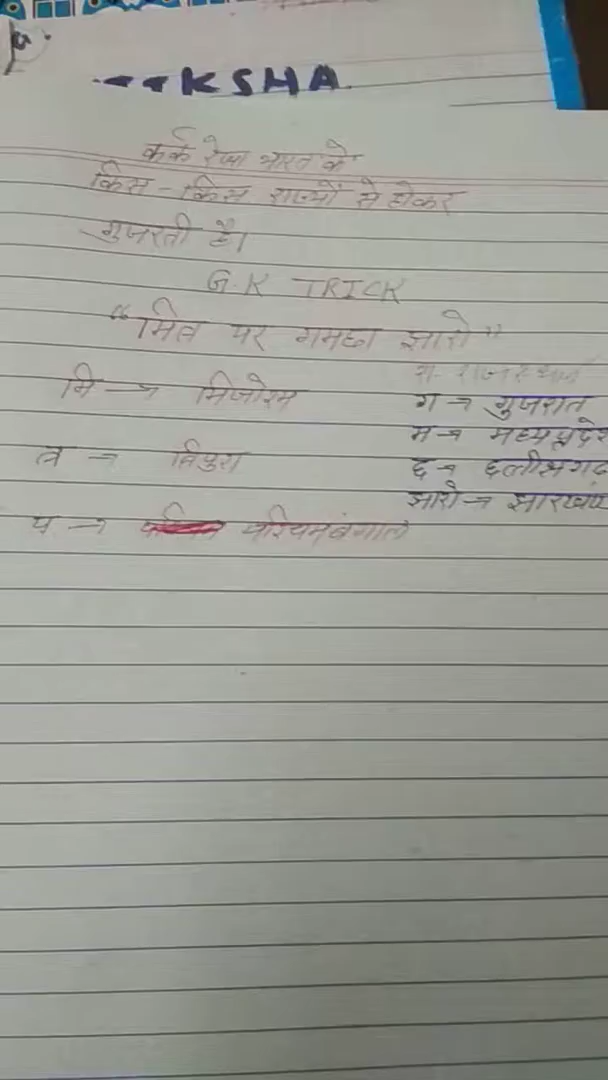 KSHA
कर्क रेखा भारत के
किस - किस राज्यों से होकर
गुजरती है।
G.K TRICK
“मित्र पर गमछा झारो”
रा- राजस्थान
मि → मिजोरम
ग → गुजरात
म → मध्यप्रदे
त्र → त्रिपुरा
छ → छत्तीसगढ
झारो → झारखंड
प → पश्चिमबंगाल